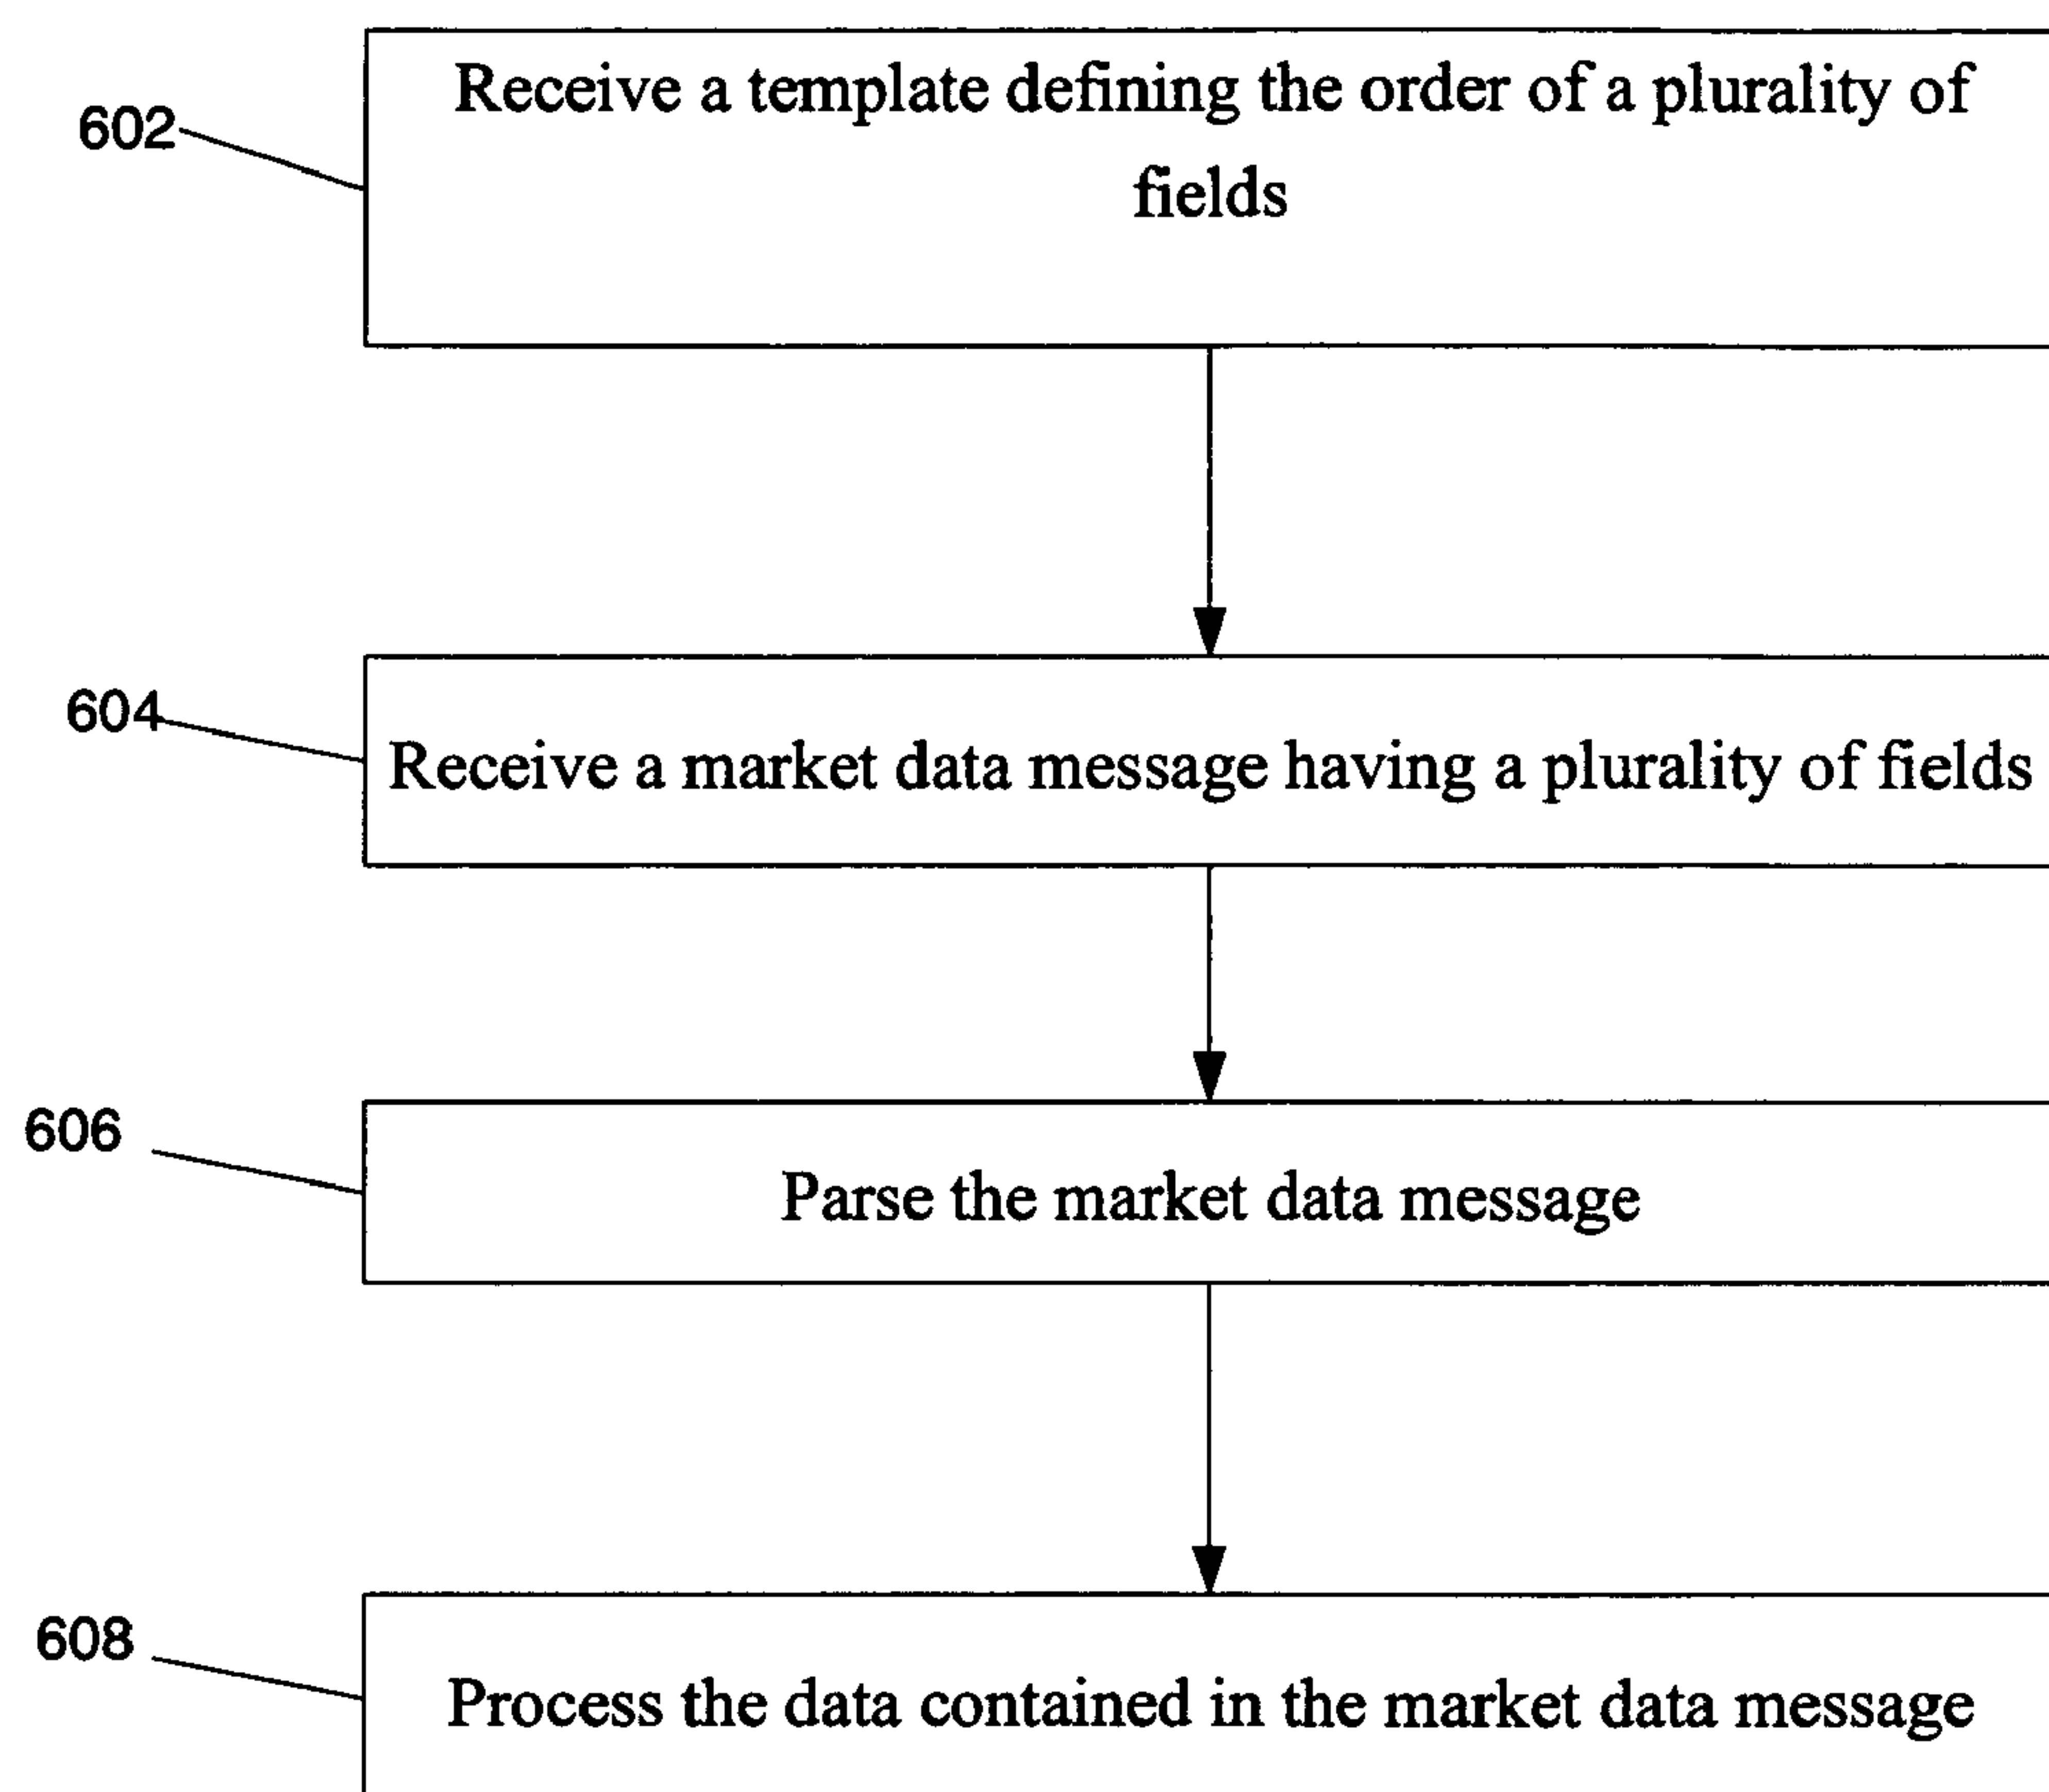 602
Receive a template defining the order of a plurality of
fields
604
Receive a market data message having a plurality of fields
606
Parse the market data message
608
Process the data contained in the market data message